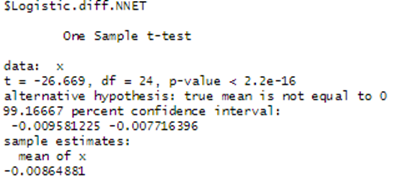 $Logistic.diff.NNET
One Sample t-test
data:  x
t = -26.669, df = 24, p-value < 2.2e-16
alternative hypothesis: true mean is not equal to 0
99.16667 percent confidence interval:
-0.009581225 -0.007716396
sample estimates:
mean of x
-0.00864881